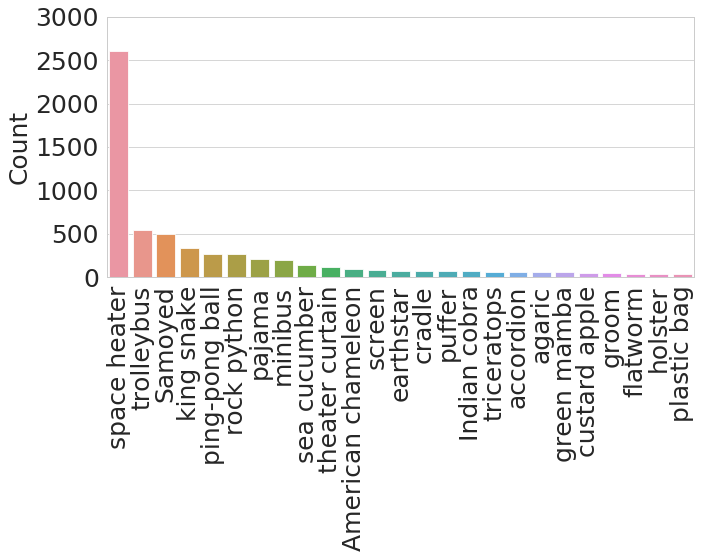 3000
2500
2000
1500
1000
500
0
Count
space heater
trolleybus
Samoyed
king snake
ping-pong ball
rock python
pajama
minibus
sea cucumber
theater curtain
American chameleon
screen
earthstar
cradle
puffer
Indian cobra
triceratops
accordion
agaric
green mamba
custard apple
groom
flatworm
holster
plastic bag